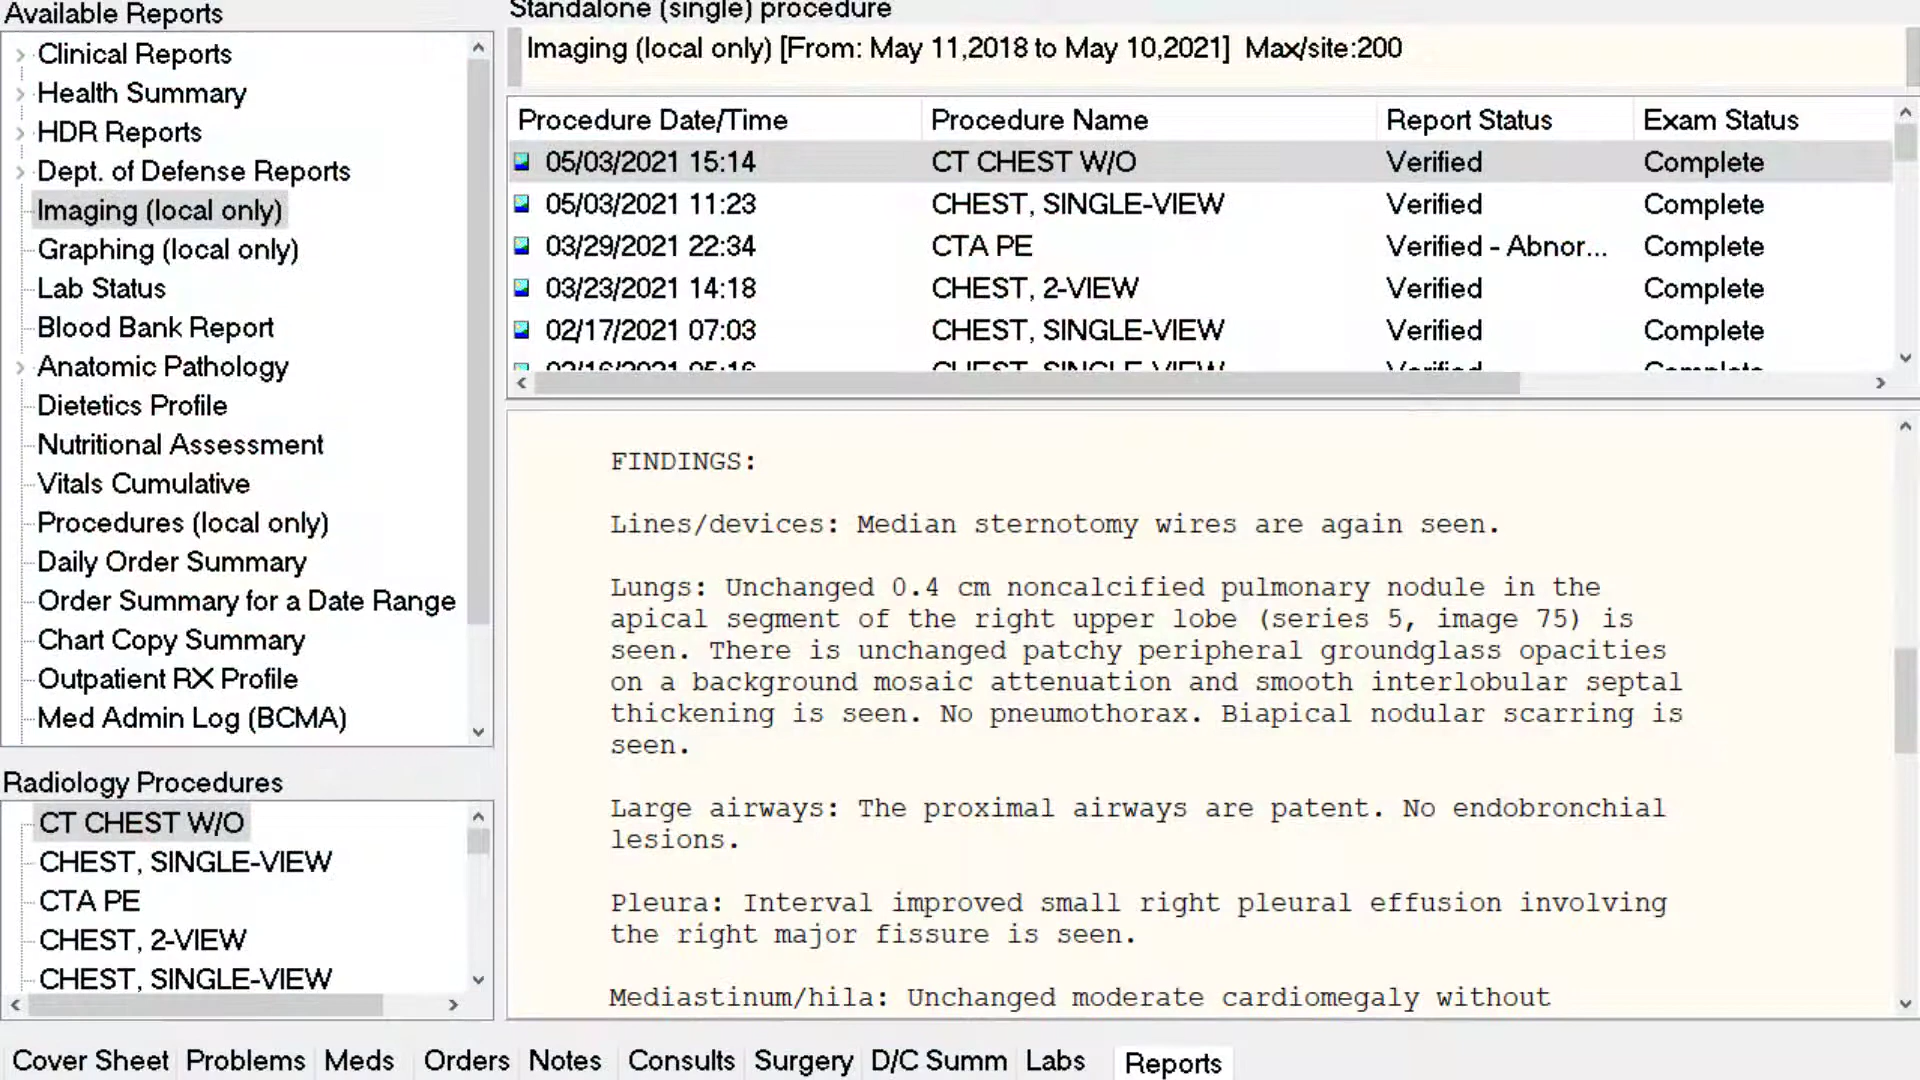 Available Reports
Clinical Reports
Health Summary
HDR Reports
Dept. of Defense Reports
Imaging (local only)
Graphing (local only)
Lab Status
Blood Bank Report
Anatomic Pathology
Dietetics Profile
Nutritional Assessment
Vitals Cumulative
Procedures (local only)
Daily Order Summary
Order Summary for a Date Range
Chart Copy Summary
Outpatient RX Profile
Med Admin Log (BCMA)
Radiology Procedures
CT CHEST W/O
CHEST, SINGLE-VIEW
CTA PE
CHEST, 2-VIEW
CHEST, SINGLE-VIEW
Standalone (single) procedure
Imaging (local only) [From: May 11,2018 to May 10,2021] Max/site:200
Procedure Date/Time Procedure Name Report Status Exam Status
05/03/2021 15:14 CT CHEST W/O Verified Complete
05/03/2021 11:23 CHEST, SINGLE-VIEW Verified Complete
03/29/2021 22:34 CTA PE Verified - Abnor... Complete
03/23/2021 14:18 CHEST, 2-VIEW Verified Complete
02/17/2021 07:03 CHEST, SINGLE-VIEW Verified Complete
02/16/2021 05:16 CHEST, SINGLE-VIEW Verified Complete
FINDINGS:
Lines/devices: Median sternotomy wires are again seen.
Lungs: Unchanged 0.4 cm noncalcified pulmonary nodule in the
apical segment of the right upper lobe (series 5, image 75) is
seen. There is unchanged patchy peripheral groundglass opacities
on a background mosaic attenuation and smooth interlobular septal
thickening is seen. No pneumothorax. Biapical nodular scarring is
seen.
Large airways: The proximal airways are patent. No endobronchial
lesions.
Pleura: Interval improved small right pleural effusion involving
the right major fissure is seen.
Mediastinum/hila: Unchanged moderate cardiomegaly without
Cover Sheet Problems Meds Orders Notes Consults Surgery D/C Summ Labs Reports